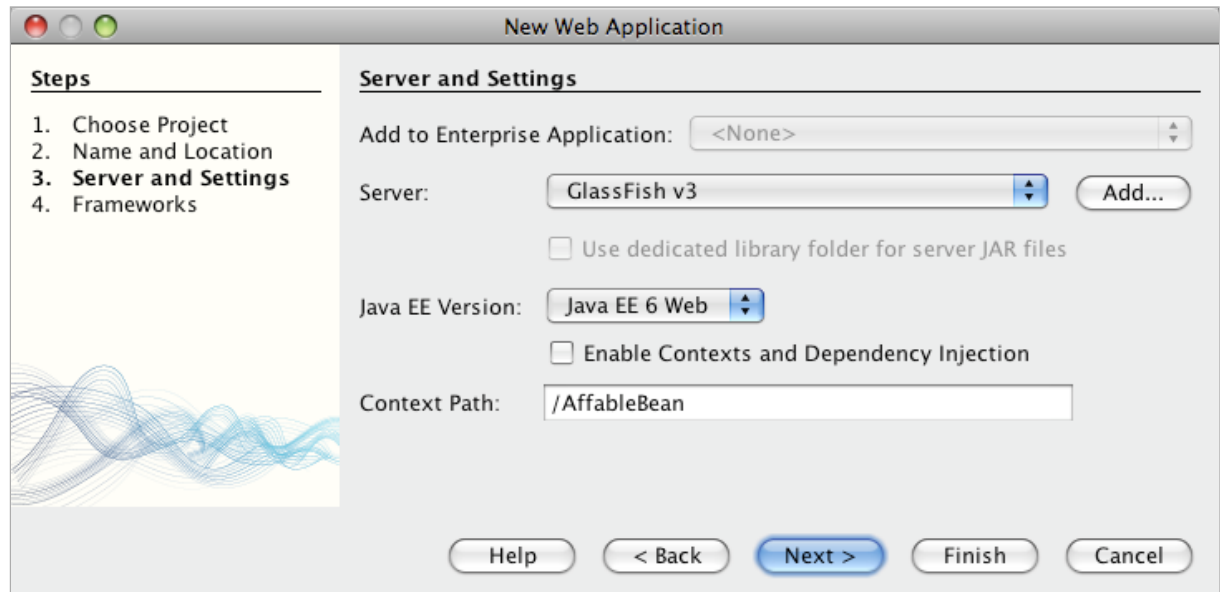 New Web Application
Steps
1. Choose Project
2. Name and Location
3. Server and Settings
4. Frameworks
Server and Settings
Add to Enterprise Application: <None>
Server: GlassFish v3 Add...
Use dedicated library folder for server JAR files
Java EE Version: Java EE 6 Web
Enable Contexts and Dependency Injection
Context Path: /AffableBean
Help < Back Next > Finish Cancel